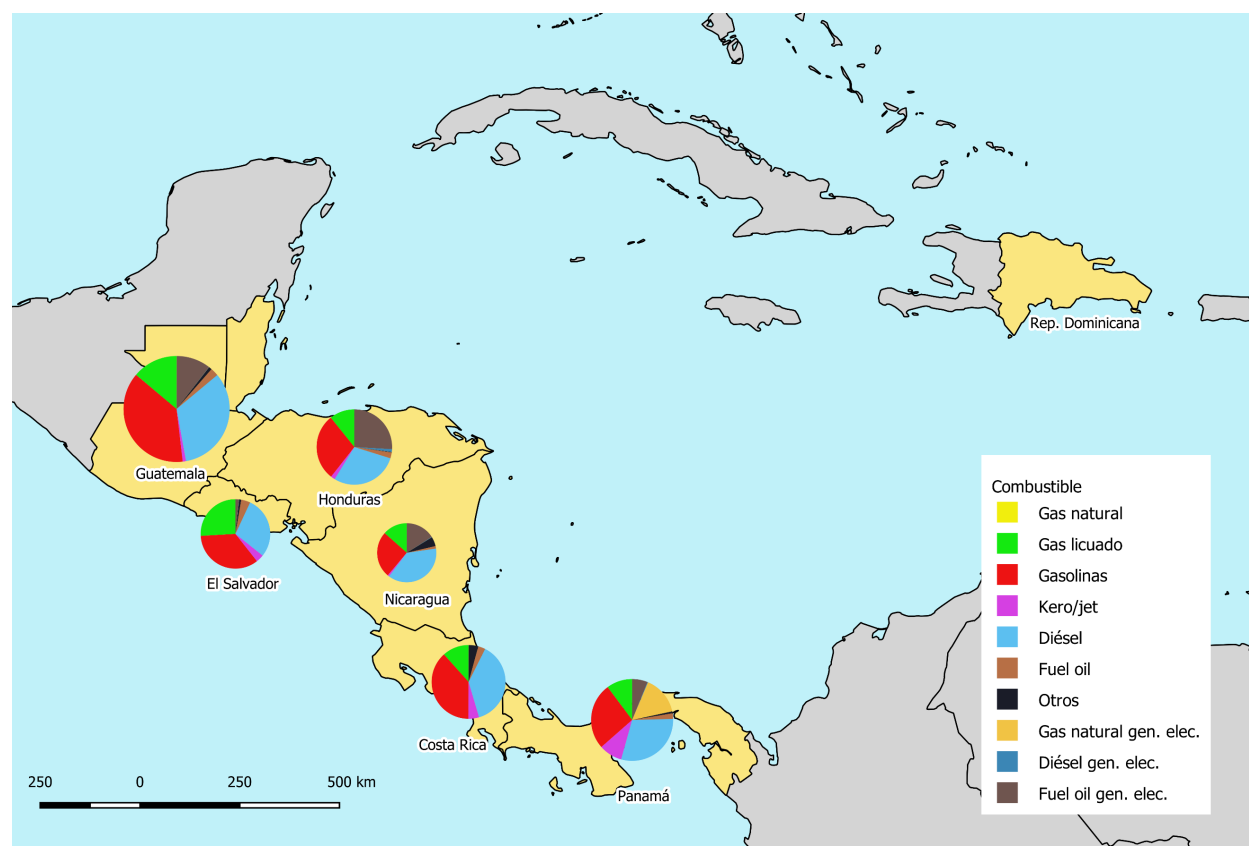 Rep. Dominicana
Guatemala
Honduras
El Salvador
Nicaragua
Costa Rica
Panamá
Combustible
Gas natural
Gas licuado
Gasolinas
Kero/jet
Diésel
Fuel oil
Otros
Gas natural gen. elec.
Diésel gen. elec.
Fuel oil gen. elec.
250 0 250 500 km